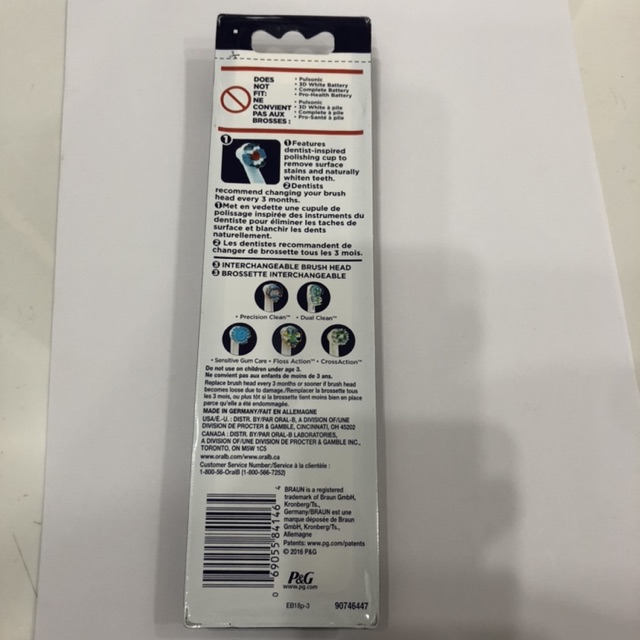 DOES
NOT
FIT:
NE
CONVIENT
PAS AUX
BROSSES :
• Pulsonic
• 3D White Battery
• Complete Battery
• Pro-Health Battery
• Pulsonic
• 3D White à pile
• Complete à pile
• Pro-Santé à pile
1
❶Features
dentist-inspired
polishing cup to
remove surface
stains and naturally
whiten teeth.
❷Dentists
recommend changing your brush
head every 3 months.
❶Met en vedette une cupule de
polissage inspirée des instruments du
dentiste pour éliminer les taches de
surface et blanchir les dents
naturellement.
❷ Les dentistes recommandent de
changer de brossette tous les 3 mois.
❸ INTERCHANGEABLE BRUSH HEAD
❸ BROSSETTE INTERCHANGEABLE
• Precision Clean™ • Dual Clean™
• Sensitive Gum Care • Floss Action™ • CrossAction™
Do not use on children under age 3.
Ne convient pas aux enfants de moins de 3 ans.
Replace brush head every 3 months or sooner if brush head
becomes loose due to damage./Remplacer la brossette tous
les 3 mois, ou plus tôt si la brossette tient moins bien en place
parce qu'elle a été endommagée.
MADE IN GERMANY/FAIT EN ALLEMAGNE
USA/É.-U. : DISTR. BY/PAR ORAL-B, A DIVISION OF/UNE
DIVISION DE PROCTER & GAMBLE, CINCINNATI, OH 45202
CANADA : DISTR. BY/PAR ORAL-B LABORATORIES,
A DIVISION OF/UNE DIVISION DE PROCTER & GAMBLE INC.,
TORONTO, ON M5W 1C5
www.oralb.com/www.oralb.ca
Customer Service Number/Service à la clientèle :
1-800-56-OralB (1-800-566-7252)
0 69055 84146 4
BRAUN is a registered
trademark of Braun GmbH,
Kronberg/Ts.,
Germany/BRAUN est une
marque déposée de Braun
GmbH, Kronberg/Ts.,
Allemagne
Patents: www.pg.com/patents
© 2016 P&G
P&G
www.pg.com
EB18p-3 90746447